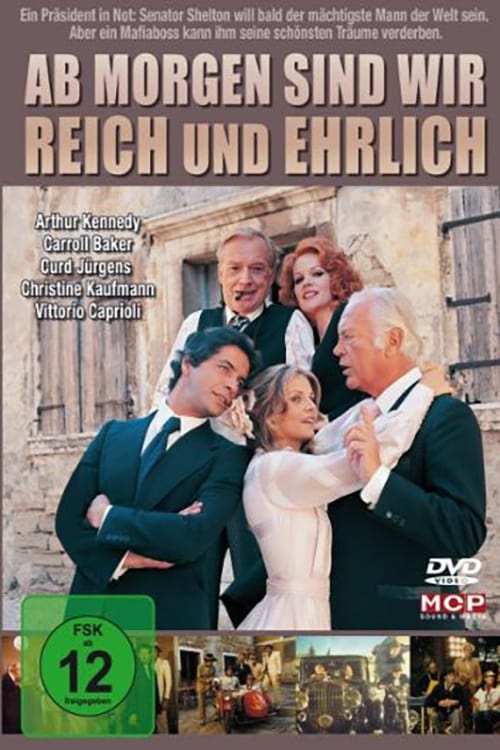 Ein Präsident in Not: Senator Shelton will bald der mächtigste Mann der Welt sein.
Aber ein Mafiaboss kann ihm seine schönsten Träume verderben.
AB MORGEN SIND WIR
REICH UND EHRLICH
Arthur Kennedy
Carroll Baker
Curd Jürgens
Christine Kaufmann
Vittorio Caprioli
DVD
VIDEO
MCP
SOUND & MEDIA
FSK
ab
12
freigegeben